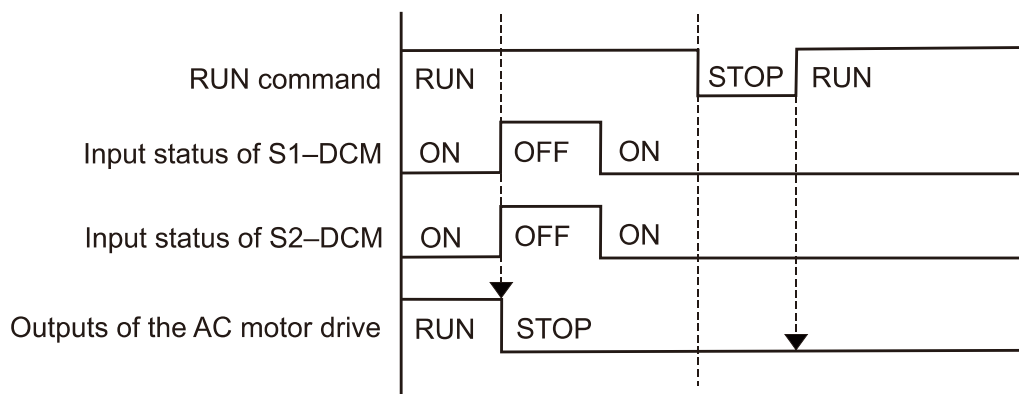 RUN command RUN STOP RUN
Input status of S1–DCM ON OFF ON
Input status of S2–DCM ON OFF ON
Outputs of the AC motor drive RUN STOP